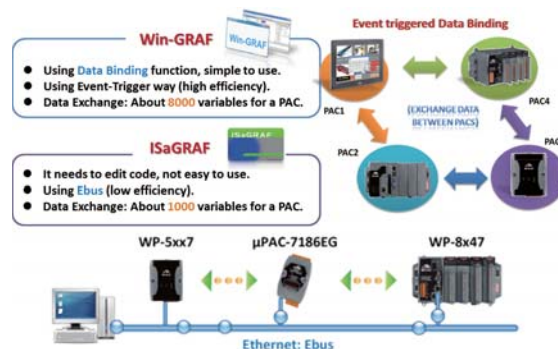 Win-GRAF
● Using Data Binding function, simple to use.
● Using Event-Trigger way (high efficiency).
● Data Exchange: About 8000 variables for a PAC.
ISaGRAF
ISaGRAF
● It needs to edit code, not easy to use.
● Using Ebus (low efficiency).
● Data Exchange: About 1000 variables for a PAC.
Event triggered Data Binding
PAC1
PAC4
(EXCHANGE DATA
BETWEEN PACS)
PAC2
PAC
WP-5xx7
μPAC-7186EG
WP-8x47
Ethernet: Ebus